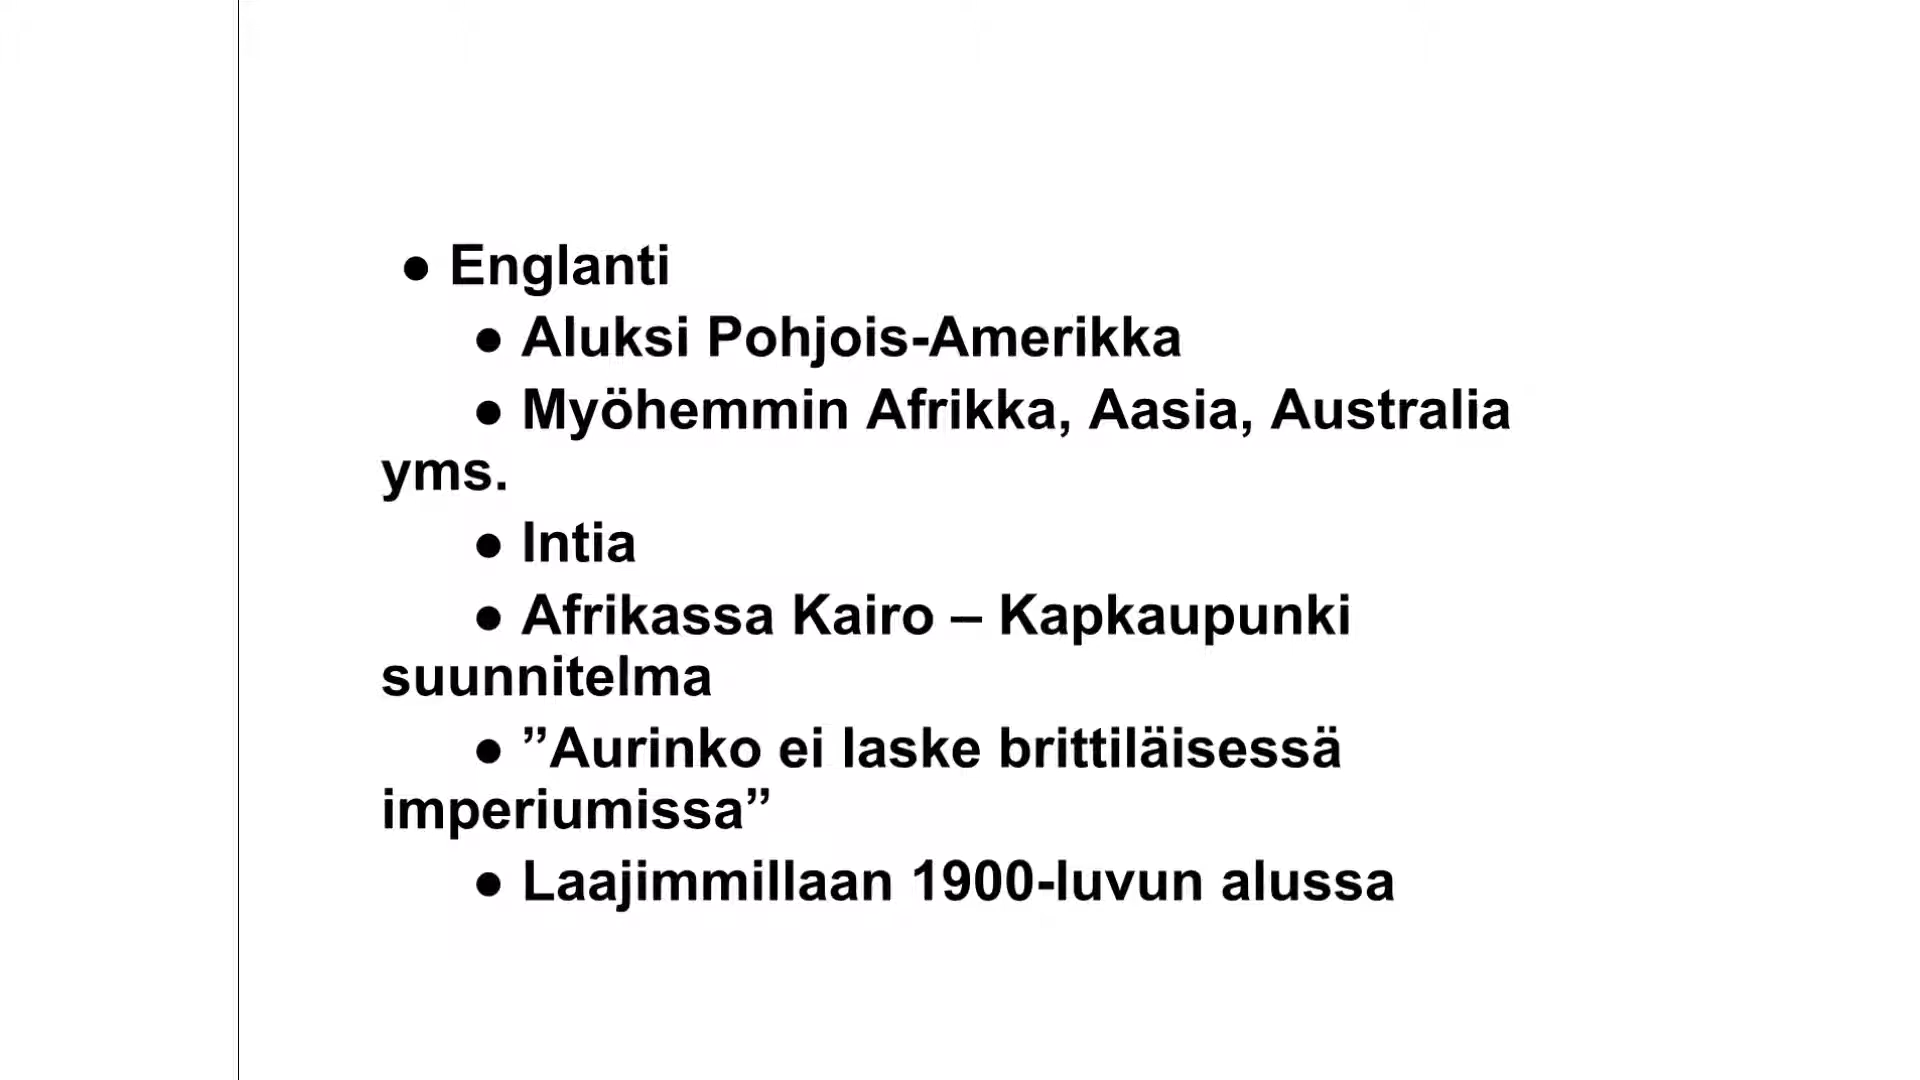 ● Englanti
● Aluksi Pohjois-Amerikka
● Myöhemmin Afrikka, Aasia, Australia
yms.
● Intia
● Afrikassa Kairo – Kapkaupunki
suunnitelma
● ”Aurinko ei laske brittiläisessä
imperiumissa”
● Laajimmillaan 1900-luvun alussa